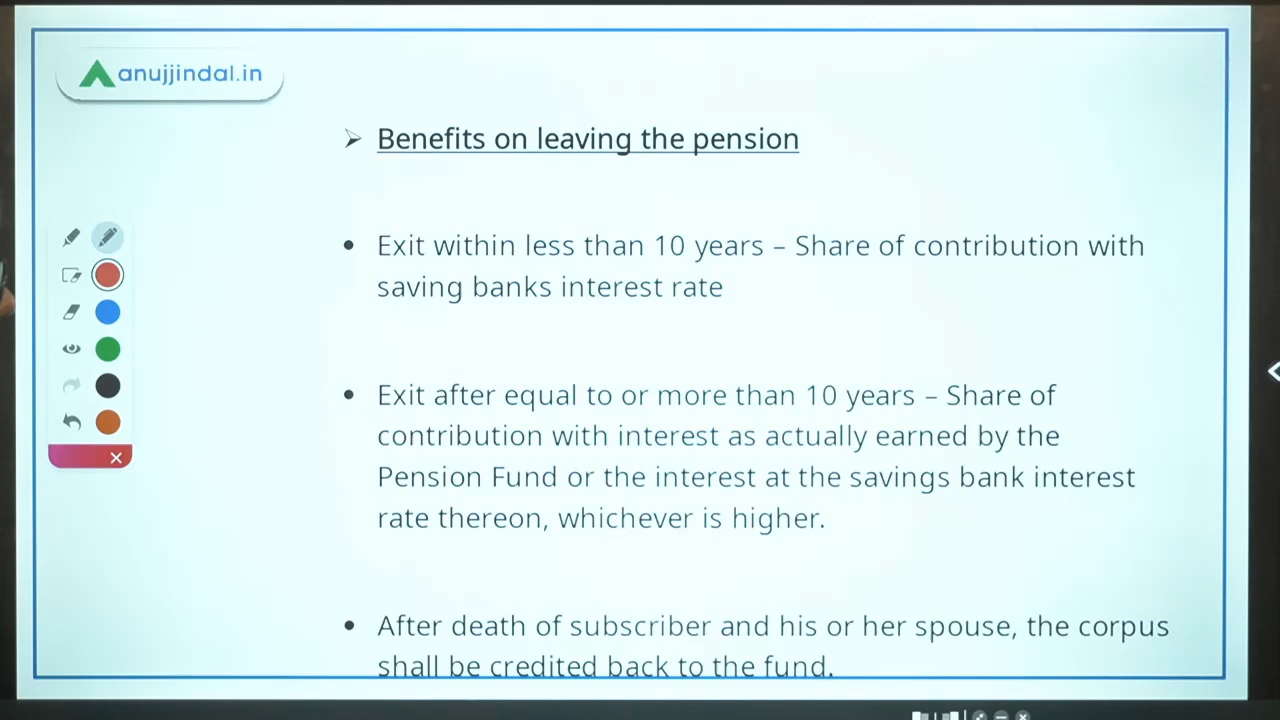 anujjindal.in
➢ Benefits on leaving the pension
• Exit within less than 10 years – Share of contribution with
saving banks interest rate
• Exit after equal to or more than 10 years – Share of
contribution with interest as actually earned by the
Pension Fund or the interest at the savings bank interest
rate thereon, whichever is higher.
• After death of subscriber and his or her spouse, the corpus
shall be credited back to the fund.